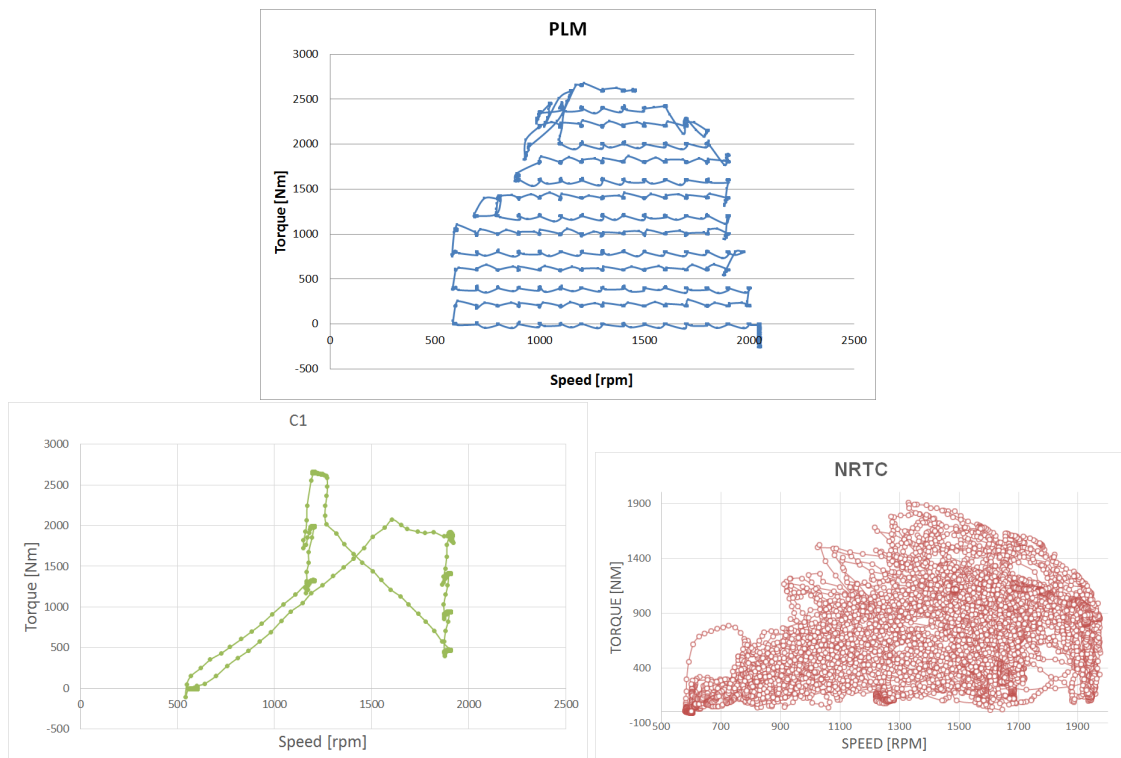 PLM
3000
2500
2000
1500
1000
500
0
-500
0 500 1000 1500 2000 2500
Torque [Nm]
Speed [rpm]
C1
3000
2500
2000
1500
1000
500
0
-500
0 500 1000 1500 2000 2500
Torque [Nm]
Speed [rpm]
NRTC
1900
1400
900
400
-100
500 700 900 1100 1300 1500 1700 1900
TORQUE [NM]
SPEED [RPM]